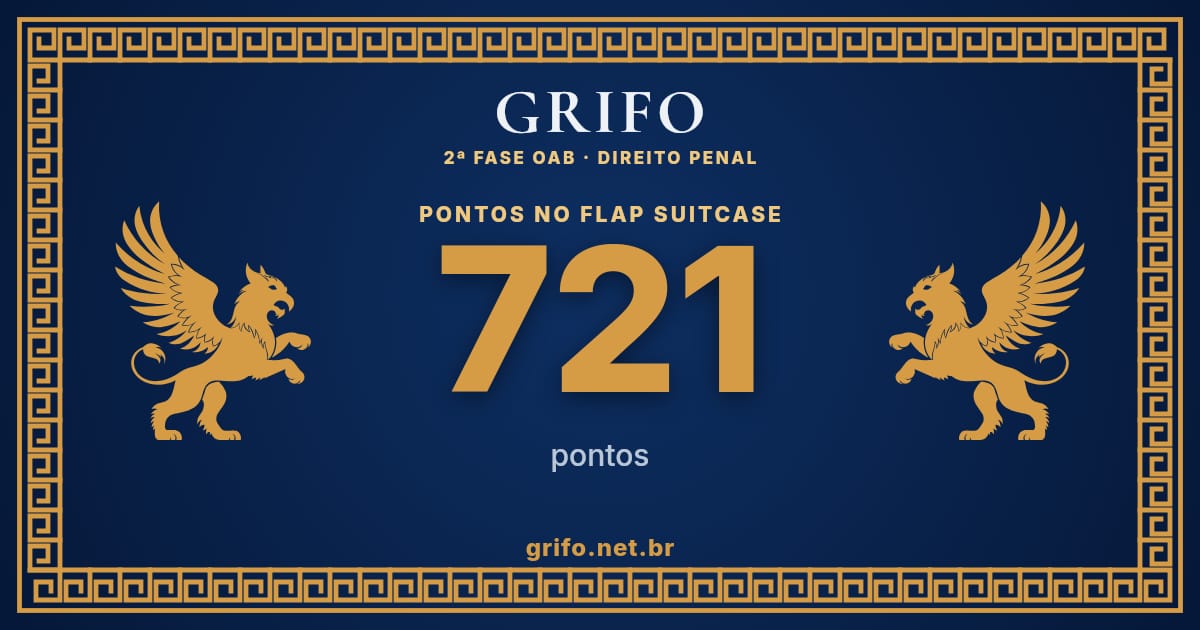 GRIFO
2ª FASE OAB · DIREITO PENAL
PONTOS NO FLAP SUITCASE
721
pontos
grifo.net.br